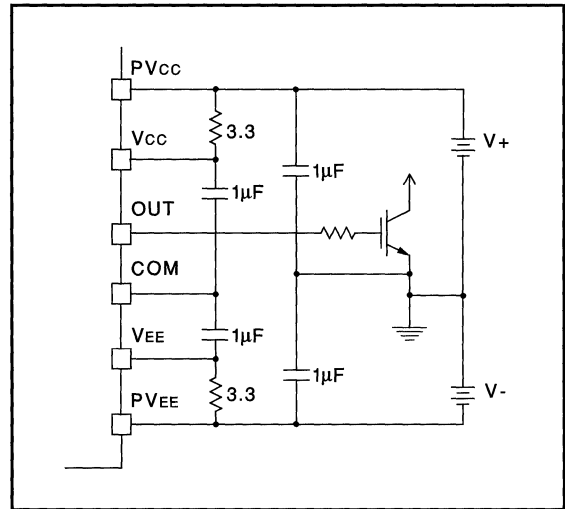 PVCC
VCC
3.3
V+
1µF
1µF
OUT
COM
VEE
1µF
1µF
PVEE
3.3
V-